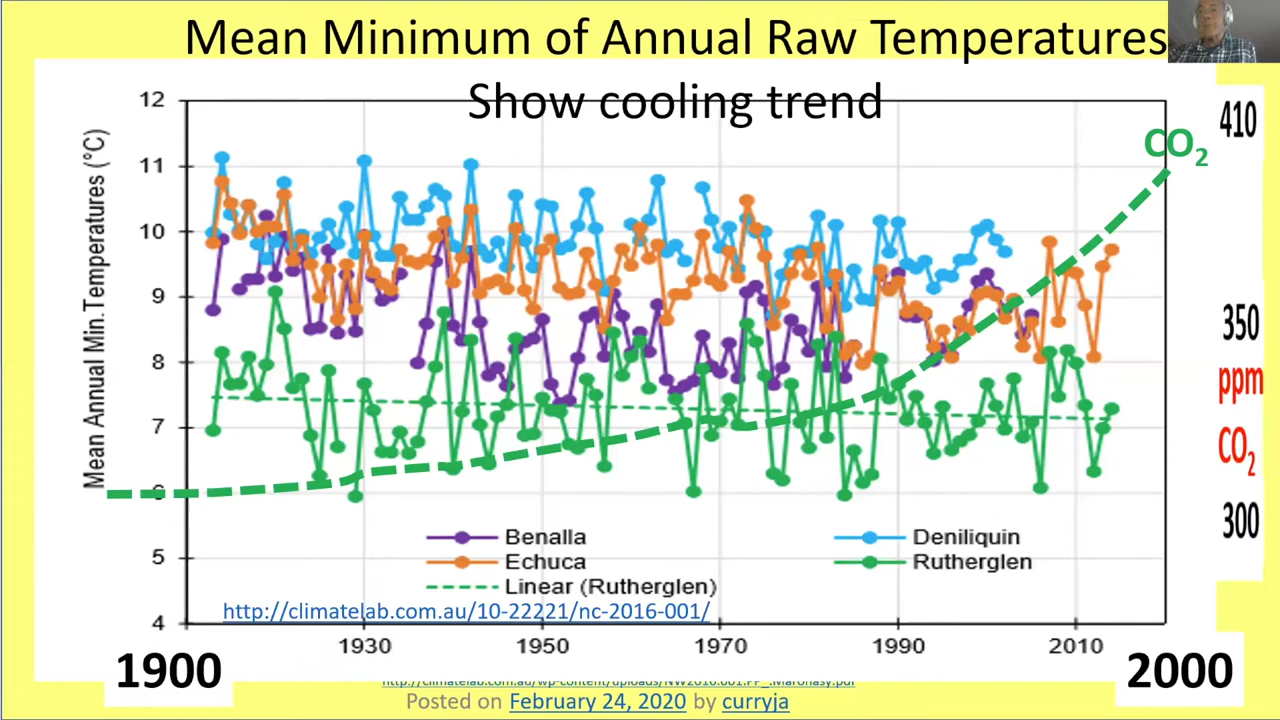 Mean Minimum of Annual Raw Temperatures
Show cooling trend
12
11
10
9
8
7
6
5
4
Mean Annual Min.Temperatures (°C)
CO2
410
350
ppm
CO2
300
Benalla
Deniliquin
Echuca
Rutherglen
Linear (Rutherglen)
http://climatelab.com.au/10-22221/nc-2016-001/
1930
1950
1970
1990
2010
1900
2000
Posted on February 24, 2020 by curryja